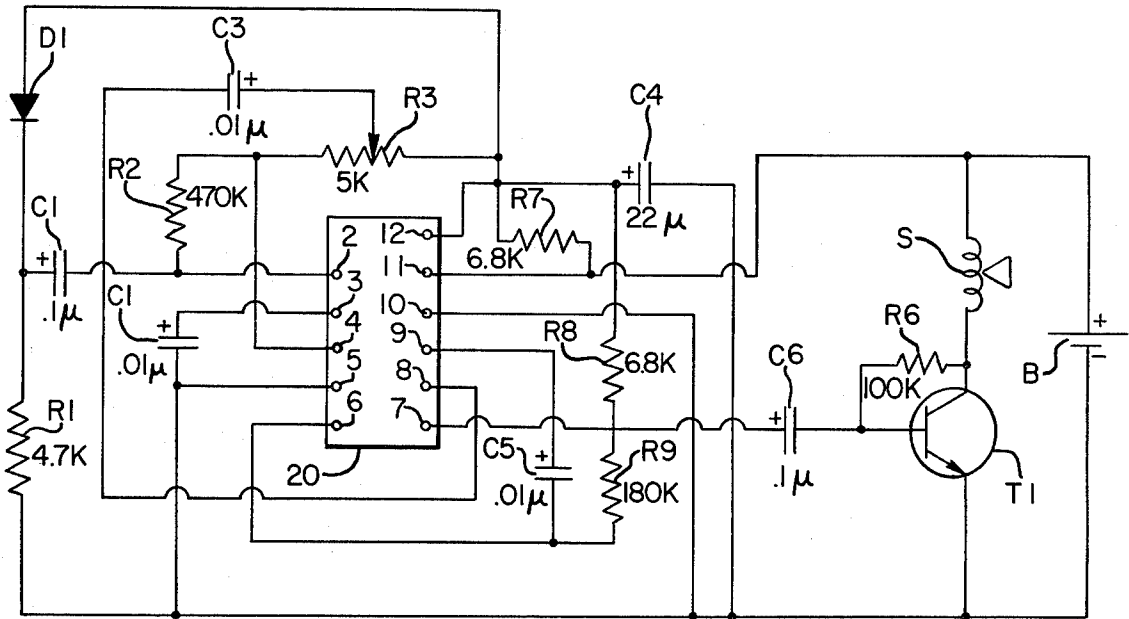 D1
C3
+
.01μ
R3
5K
R2
470K
C1
+
.1μ
C1
+
.01μ
R1
4.7K
2
3
4
5
6
12
11
10
9
8
7
20
R7
6.8K
C4
+
22 μ
R8
6.8K
C5
+
.01μ
R9
180K
C6
+
.1μ
R6
100K
S
T1
B
+
-